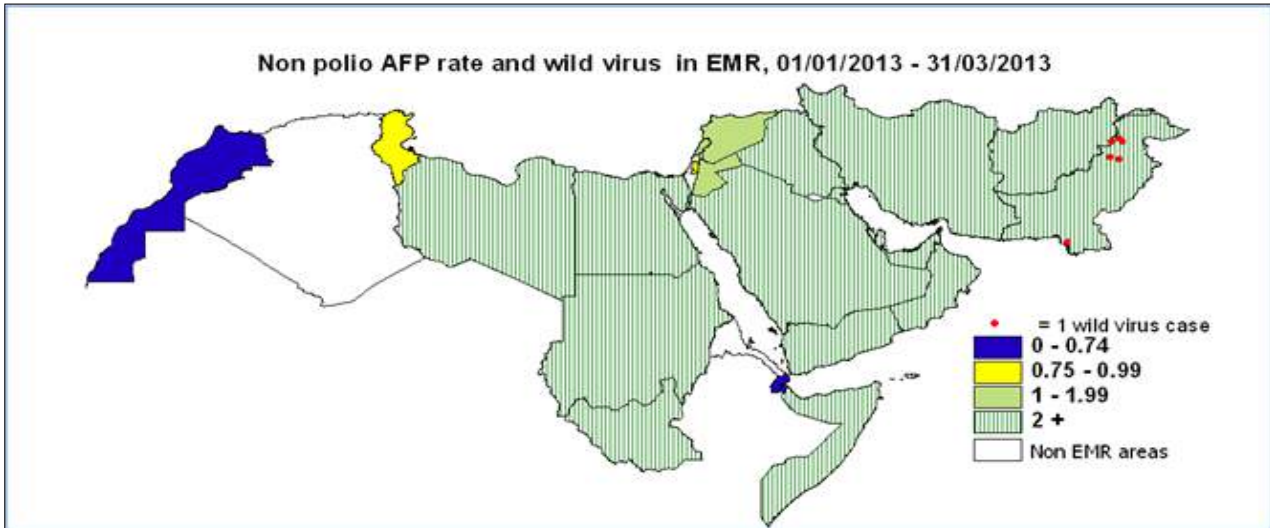 Non polio AFP rate and wild virus in EMR, 01/01/2013 - 31/03/2013
= 1 wild virus case
0 - 0.74
0.75 - 0.99
1 - 1.99
2 +
Non EMR areas